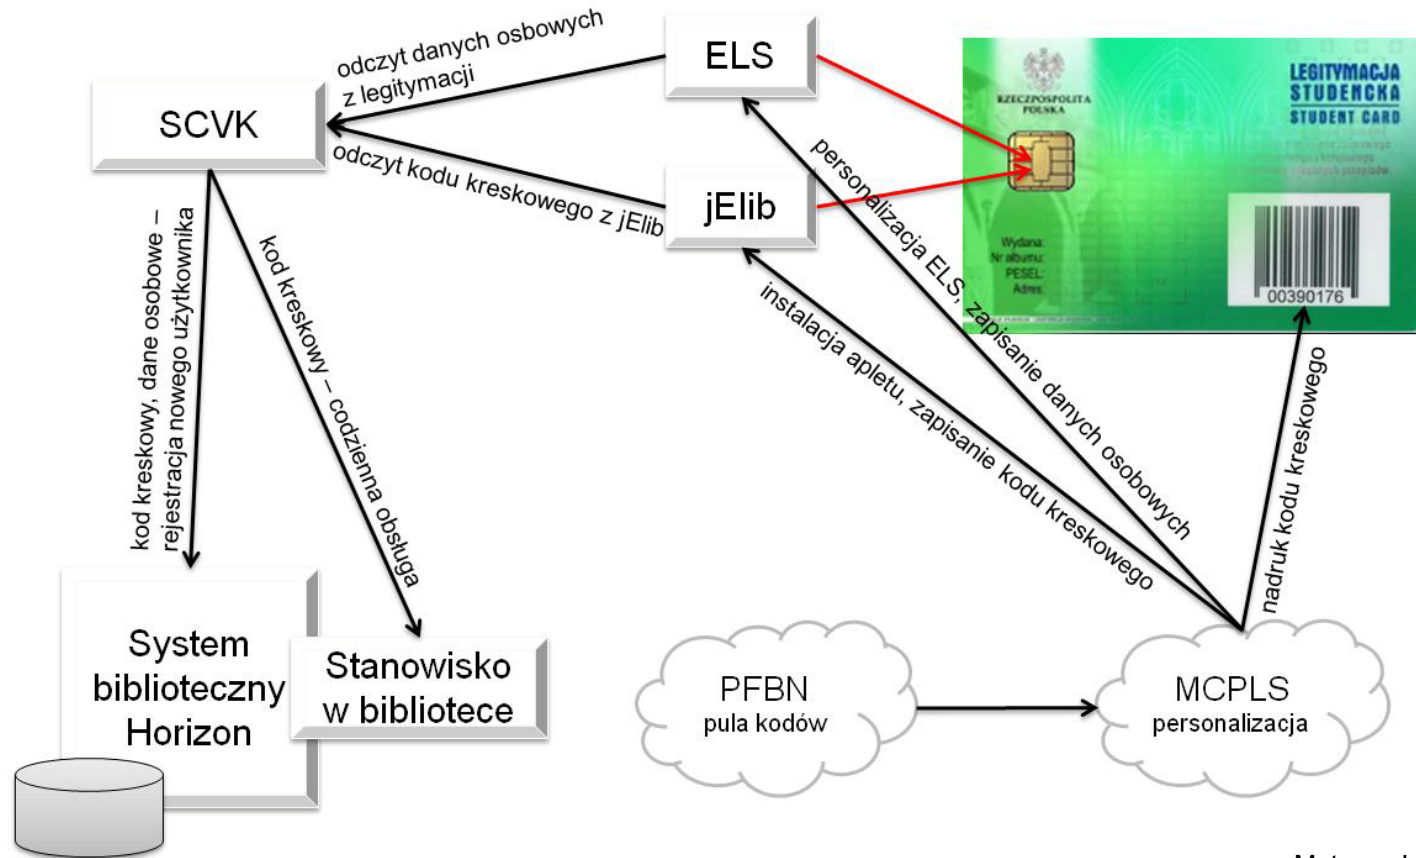 odczyt danych osbowych
z legitymacji
ELS
SCVK
odczyt kodu kreskowego z jElib
jElib
RZECZPOSPOLITA
POLSKA
LEGITYMACJA
STUDENCKA
STUDENT CARD
Wydana:
Nr albumu:
PESEL:
Adres:
00390176
personalizacja ELS, zapisanie danych osobowych
instalacja apletu, zapisanie kodu kreskowego
nadruk kodu kreskowego
kod kreskowy, dane osobowe –
rejestracja nowego użytkownika
kod kreskowy – codzienna obsługa
System
biblioteczny
Horizon
Stanowisko
w bibliotece
PFBN
pula kodów
MCPLS
personalizacja